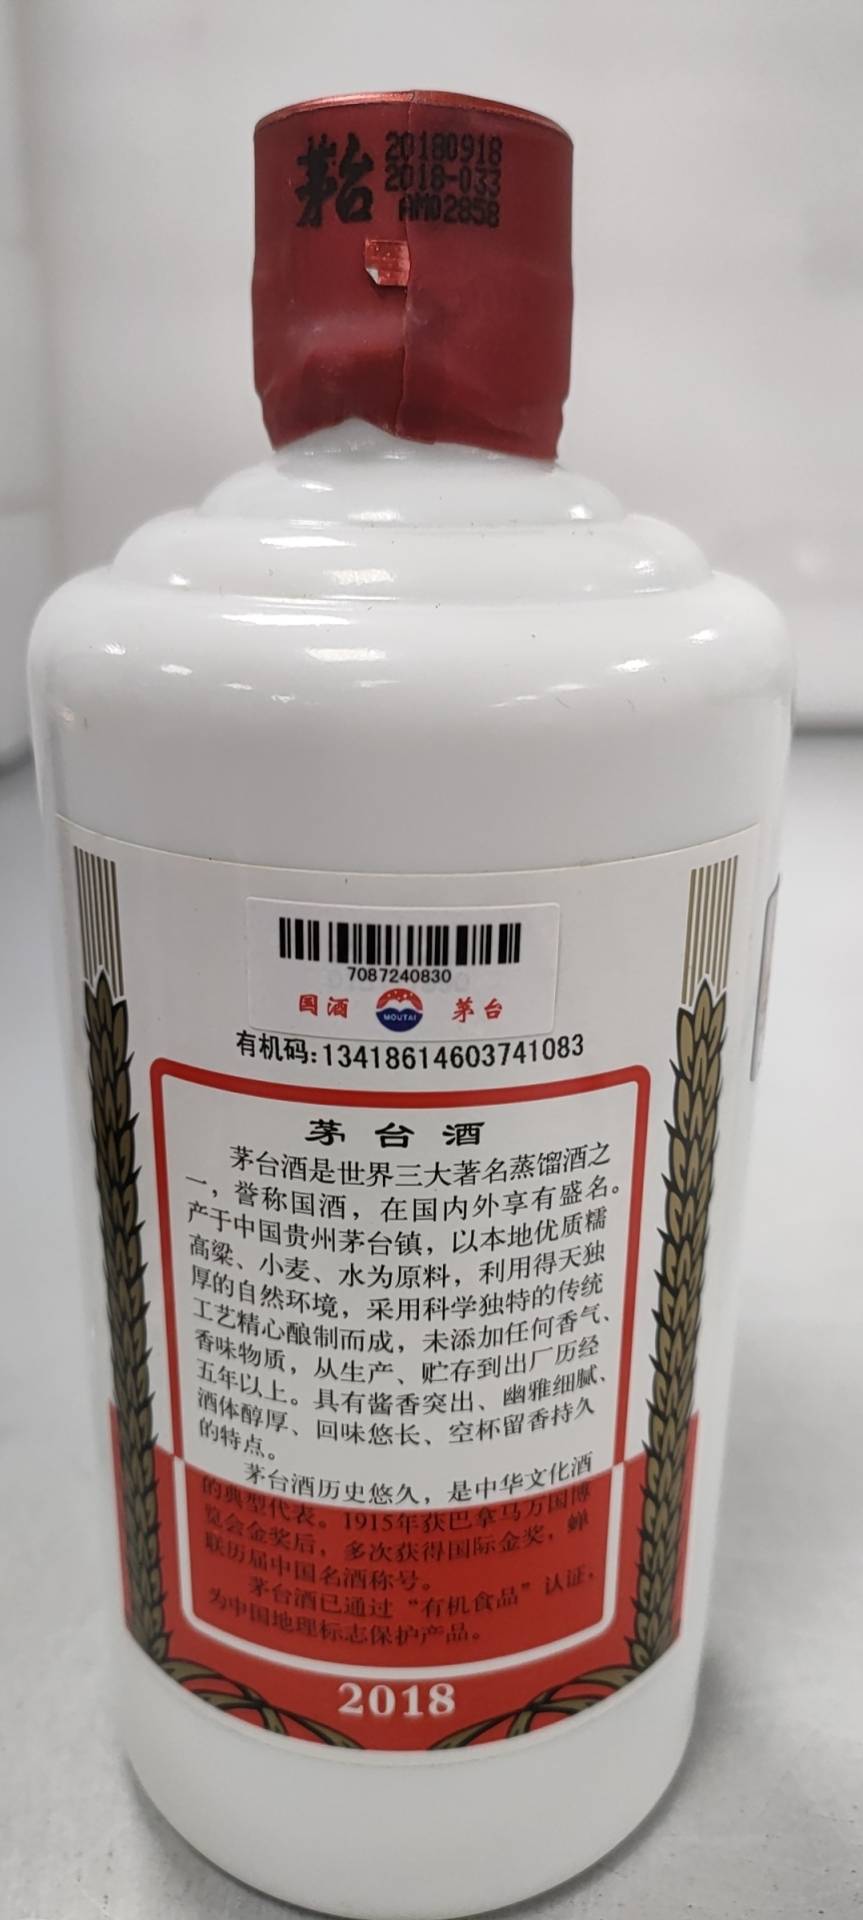 茅台
20180918
2018-033
AM02858
7087240830
国酒 MOUTAI 茅台
有机码:13418614603741083
茅台酒
茅台酒是世界三大著名蒸馏酒之
一，誉称国酒，在国内外享有盛名。
产于中国贵州茅台镇，以本地优质糯
高粱、小麦、水为原料，利用得天独
厚的自然环境，采用科学独特的传统
工艺精心酿制而成，未添加任何香气、
香味物质，从生产、贮存到出厂历经
五年以上。具有酱香突出、幽雅细腻、
酒体醇厚、回味悠长、空杯留香持久
的特点。
茅台酒历史悠久，是中华文化酒
的典型代表。1915年获巴拿马万国博
览会金奖后，多次获得国际金奖，蝉
联历届中国名酒称号。
茅台酒已通过“有机食品”认证，
为中国地理标志保护产品。
2018